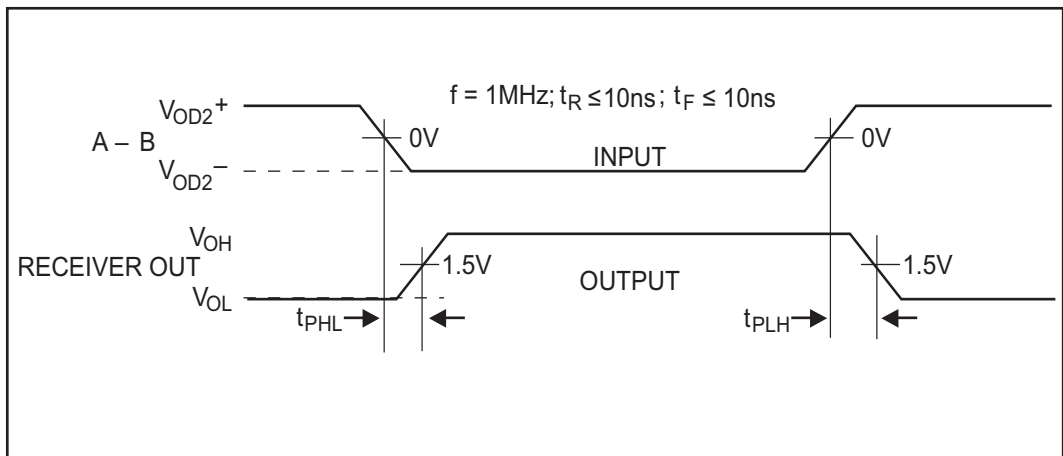 f = 1MHz; tR ≤10ns; tF ≤ 10ns
VOD2+
A – B
0V
0V
INPUT
VOD2–
VOH
RECEIVER OUT
1.5V
1.5V
OUTPUT
VOL
tPHL
tPLH